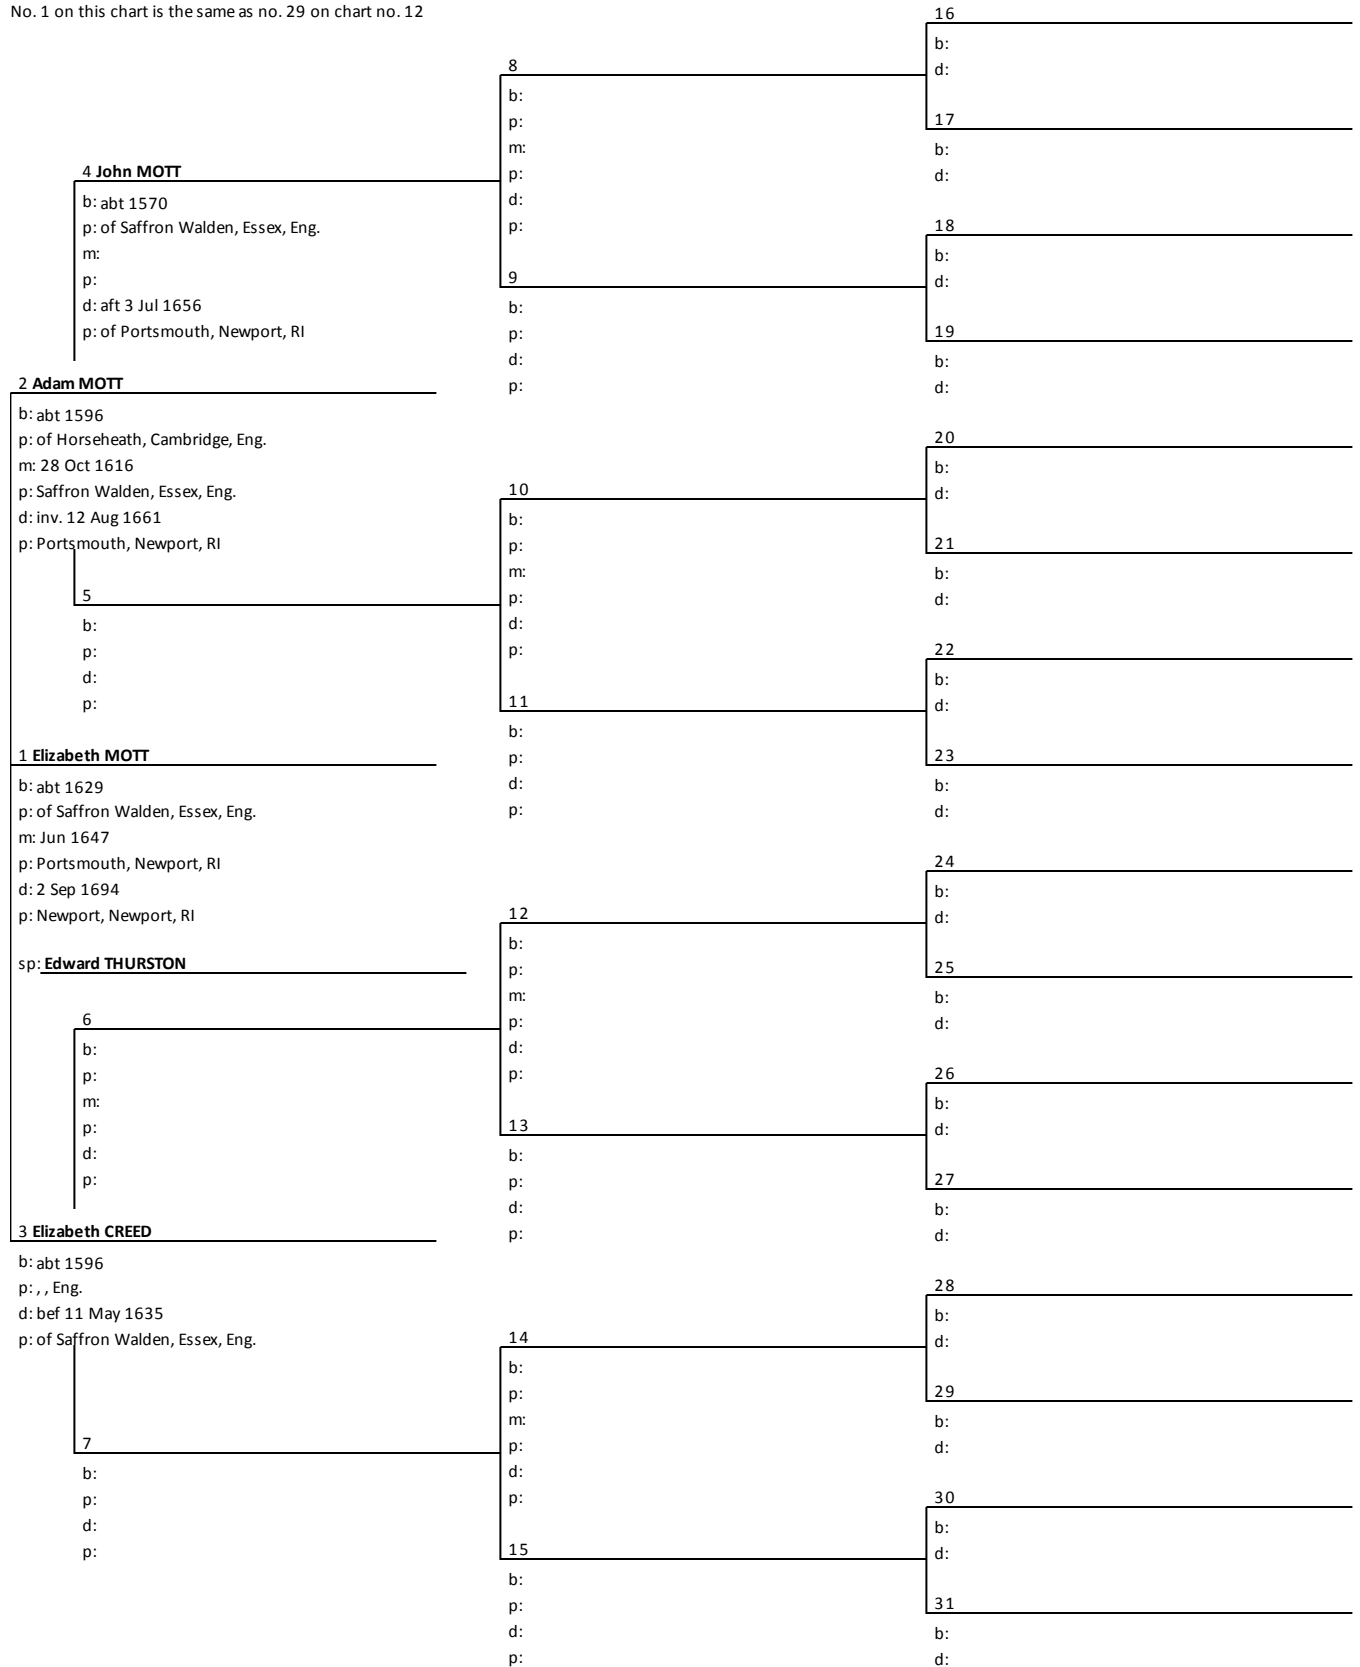 No. 1 on this chart is the same as no. 29 on chart no. 12
4 John MOTT
b: abt 1570
p: of Saffron Walden, Essex, Eng.
m:
p:
d: aft 3 Jul 1656
p: of Portsmouth, Newport, RI
2 Adam MOTT
b: abt 1596
p: of Horseheath, Cambridge, Eng.
m: 28 Oct 1616
p: Saffron Walden, Essex, Eng.
d: inv. 12 Aug 1661
p: Portsmouth, Newport, RI
5
b:
p:
d:
p:
1 Elizabeth MOTT
b: abt 1629
p: of Saffron Walden, Essex, Eng.
m: Jun 1647
p: Portsmouth, Newport, RI
d: 2 Sep 1694
p: Newport, Newport, RI
sp: Edward THURSTON
6
b:
p:
m:
p:
d:
p:
3 Elizabeth CREED
b: abt 1596
p: , , Eng.
d: bef 11 May 1635
p: of Saffron Walden, Essex, Eng.
7
b:
p:
d:
p:
8
b:
p:
m:
p:
d:
p:
9
b:
p:
d:
p:
10
b:
p:
m:
p:
d:
p:
11
b:
p:
d:
p:
12
b:
p:
m:
p:
d:
p:
13
b:
p:
d:
p:
14
b:
p:
m:
p:
d:
p:
15
b:
p:
d:
p:
16
b:
d:
17
b:
d:
18
b:
d:
19
b:
d:
20
b:
d:
21
b:
d:
22
b:
d:
23
b:
d:
24
b:
d:
25
b:
d:
26
b:
d:
27
b:
d:
28
b:
d:
29
b:
d:
30
b:
d:
31
b:
d: